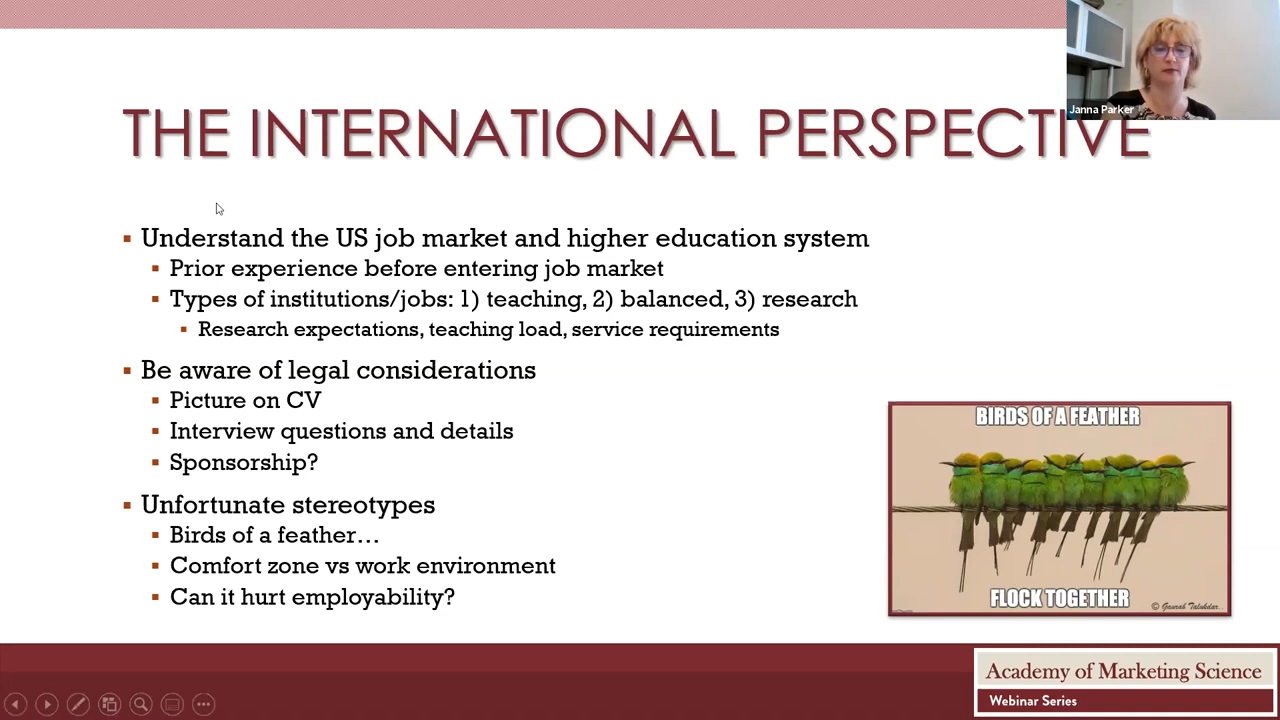 Janna Parker
THE INTERNATIONAL PERSPECTIVE
Understand the US job market and higher education system
Prior experience before entering job market
Types of institutions/jobs: 1) teaching, 2) balanced, 3) research
Research expectations, teaching load, service requirements
Be aware of legal considerations
Picture on CV
Interview questions and details
Sponsorship?
Unfortunate stereotypes
Birds of a feather…
Comfort zone vs work environment
Can it hurt employability?
BIRDS OF A FEATHER
FLOCK TOGETHER
© Gaurab Talukdar..
Academy of Marketing Science
Webinar Series